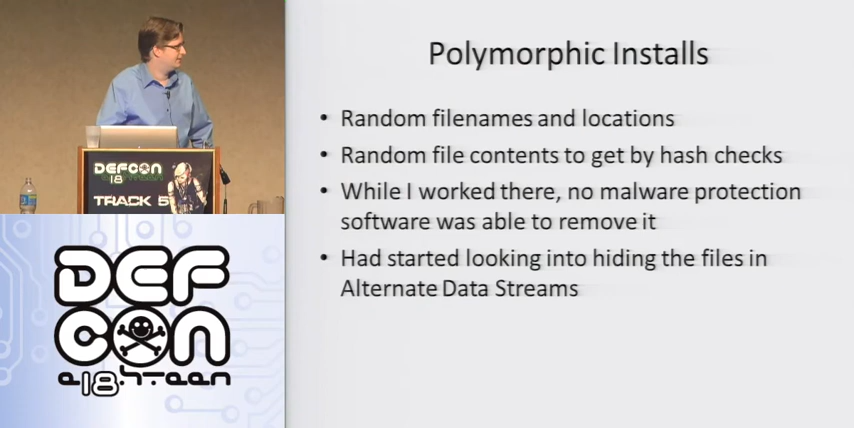 Polymorphic Installs
• Random filenames and locations
• Random file contents to get by hash checks
• While I worked there, no malware protection
software was able to remove it
• Had started looking into hiding the files in
Alternate Data Streams
DEFCON
18
TRACK 5
DEF
CON
e18hteen